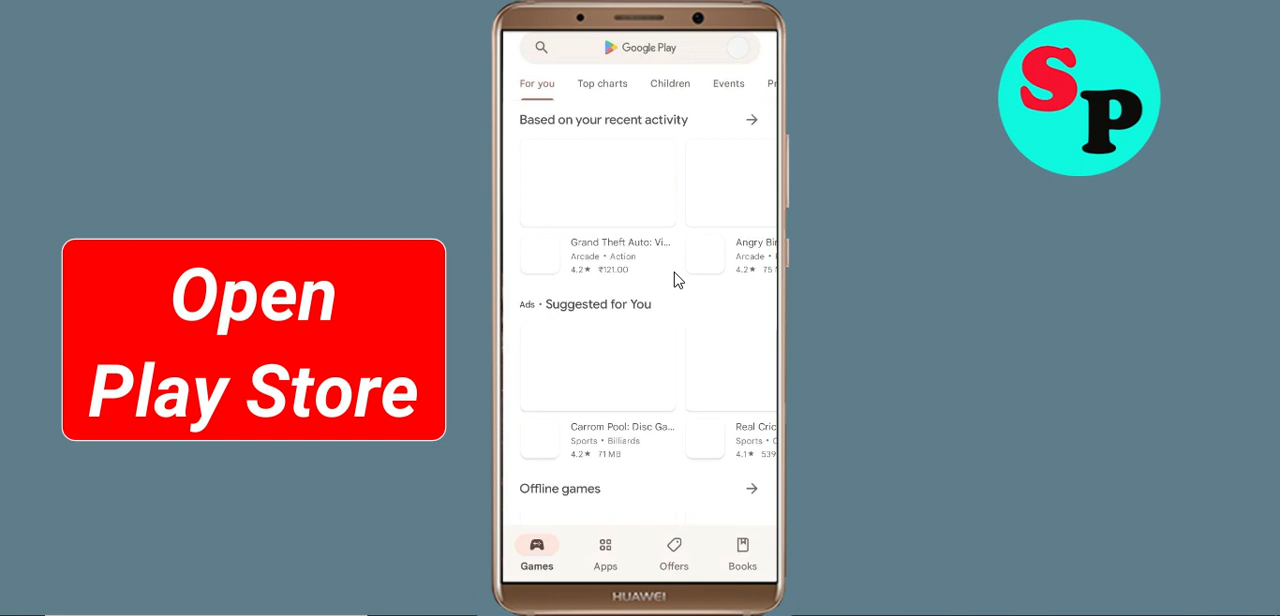 Google Play
For you Top charts Children Events Pr
Based on your recent activity
Grand Theft Auto: Vi... Angry Bir
Arcade • Action Arcade •
4.2★ ₹121.00 4.2★ 75
Ads • Suggested for You
Carrom Pool: Disc Ga... Real Cric
Sports • Billiards Sports •
4.2★ 71 MB 4.1★ 539
Offline games
Games Apps Offers Books
HUAWEI
Open
Play Store
SP